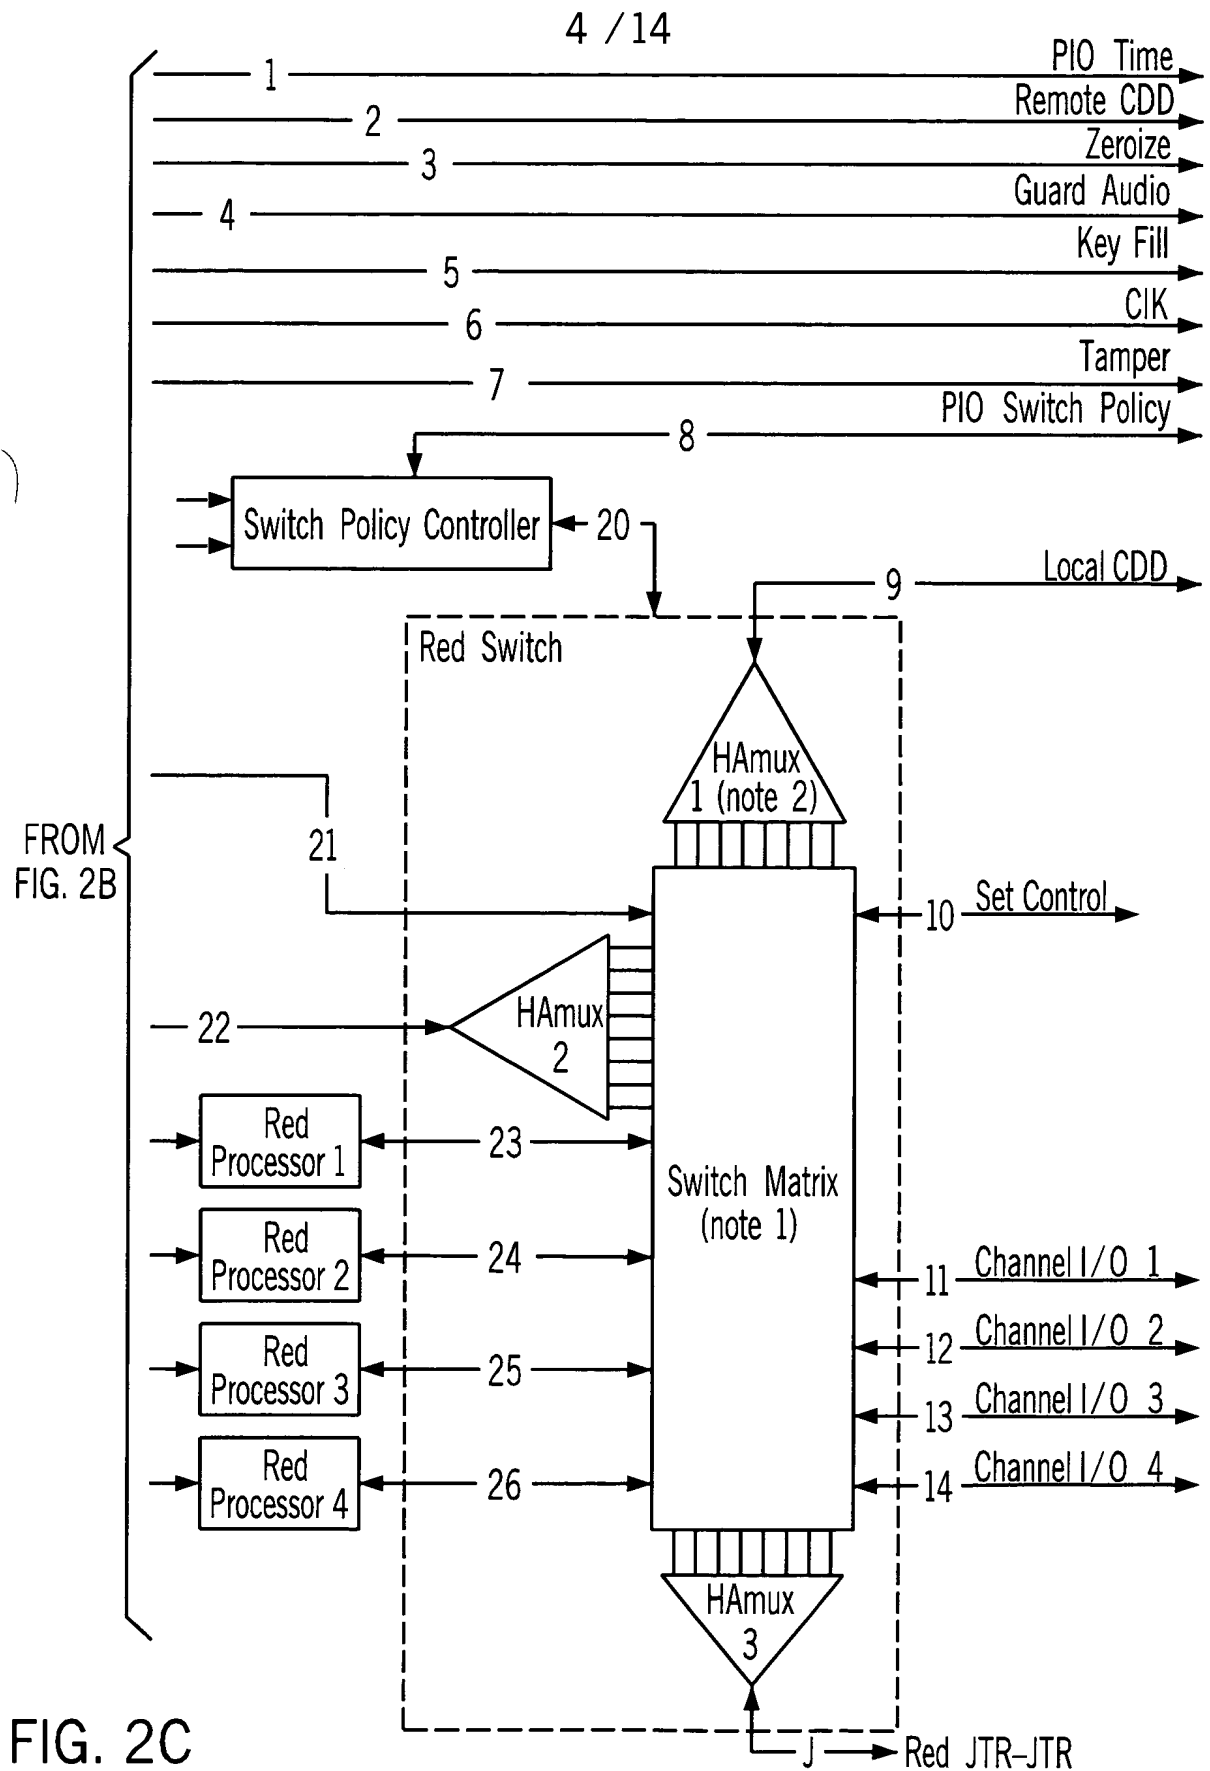 4 /14
1 PIO Time
2 Remote CDD
3 Zeroize
4 Guard Audio
5 Key Fill
6 CIK
7 Tamper
8 PIO Switch Policy
Switch Policy Controller
20
9 Local CDD
Red Switch
HAmux
1 (note 2)
21
FROM
FIG. 2B
10 Set Control
22
HAmux
2
Red
Processor 1
23
Switch Matrix
(note 1)
Red
Processor 2
24
11 Channel I/O 1
Red
Processor 3
25
12 Channel I/O 2
13 Channel I/O 3
Red
Processor 4
26
14 Channel I/O 4
HAmux
3
J Red JTR-JTR
FIG. 2C